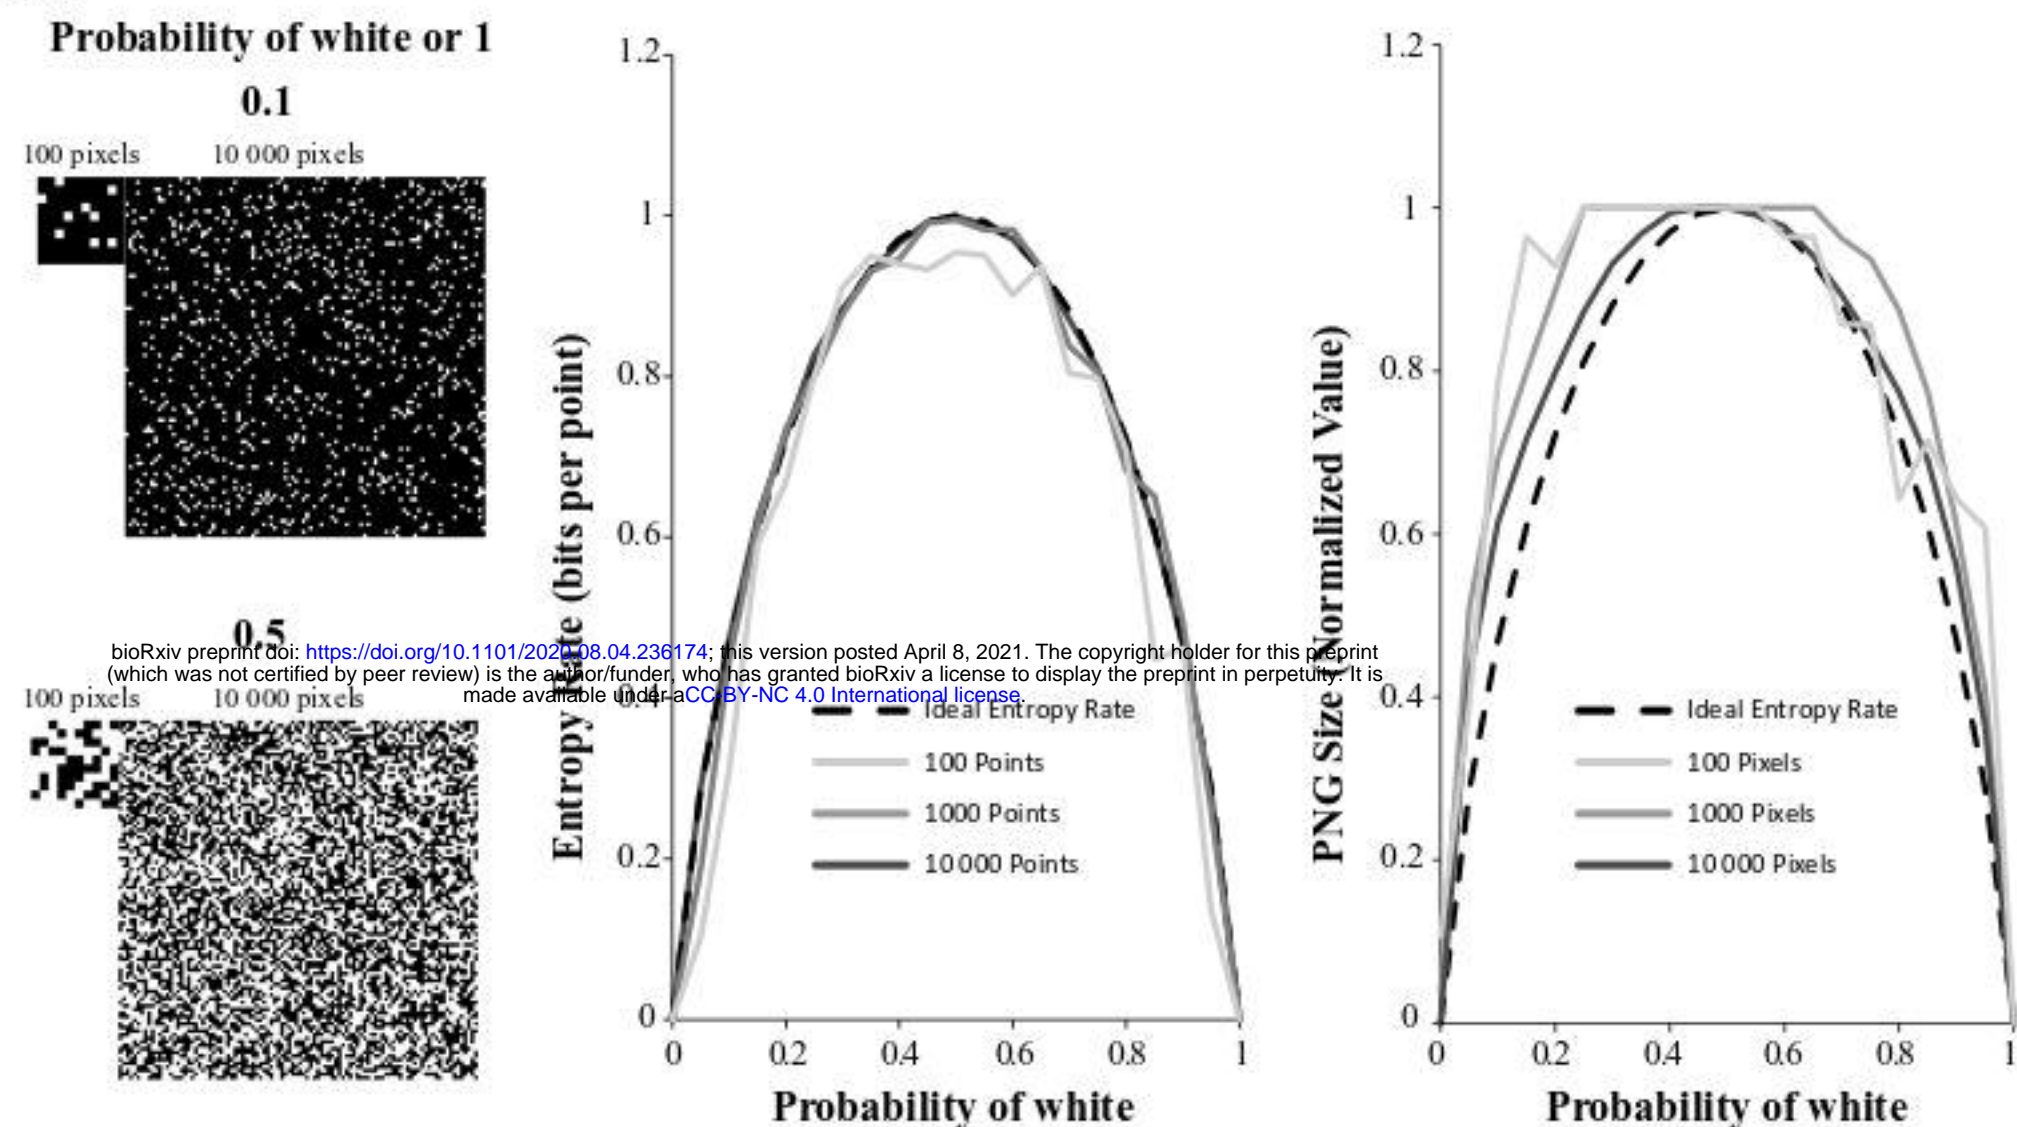 Probability of white or 1
0.1
100 pixels 10 000 pixels
0.5
100 pixels 10 000 pixels
bioRxiv preprint doi: https://doi.org/10.1101/2020.08.04.236174; this version posted April 8, 2021. The copyright holder for this preprint
(which was not certified by peer review) is the author/funder, who has granted bioRxiv a license to display the preprint in perpetuity. It is
made available under aCC-BY-NC 4.0 International license.
Entropy Rate (bits per point)
1.2
1
0.8
0.6
0.4
0.2
0
Ideal Entropy Rate
100 Points
1000 Points
10 000 Points
0 0.2 0.4 0.6 0.8 1
Probability of white
PNG Size (Normalized Value)
1.2
1
0.8
0.6
0.4
0.2
0
Ideal Entropy Rate
100 Pixels
1000 Pixels
10 000 Pixels
0 0.2 0.4 0.6 0.8 1
Probability of white